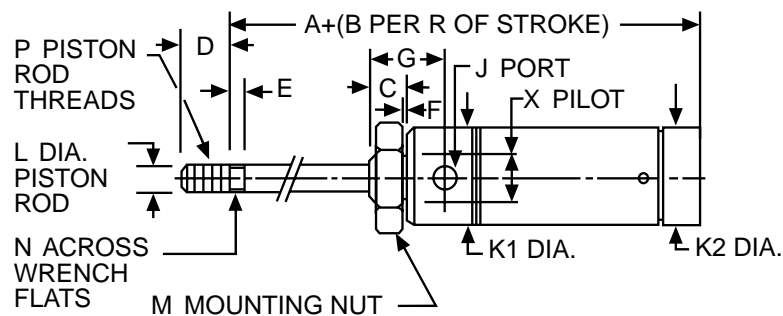 A+(B PER R OF STROKE)
P PISTON
ROD
THREADS
D
G
J PORT
C
E
F
X PILOT
L DIA.
PISTON
ROD
N ACROSS
WRENCH
FLATS
K1 DIA.
K2 DIA.
M MOUNTING NUT